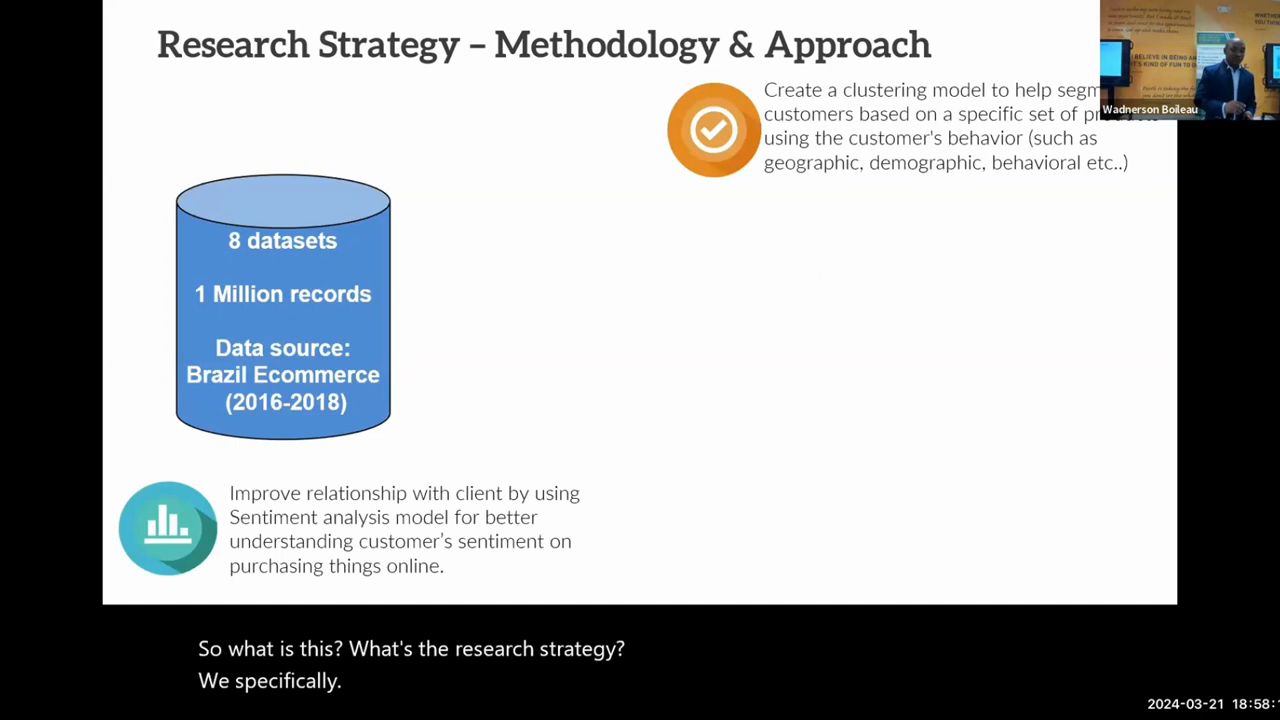 Research Strategy – Methodology & Approach
Create a clustering model to help segm
customers based on a specific set of
using the customer's behavior (such as
geographic, demographic, behavioral etc..)
Wadnerson Boileau
8 datasets
1 Million records
Data source:
Brazil Ecommerce
(2016-2018)
Improve relationship with client by using
Sentiment analysis model for better
understanding customer's sentiment on
purchasing things online.
So what is this? What's the research strategy?
We specifically.
2024-03-21 18:58: